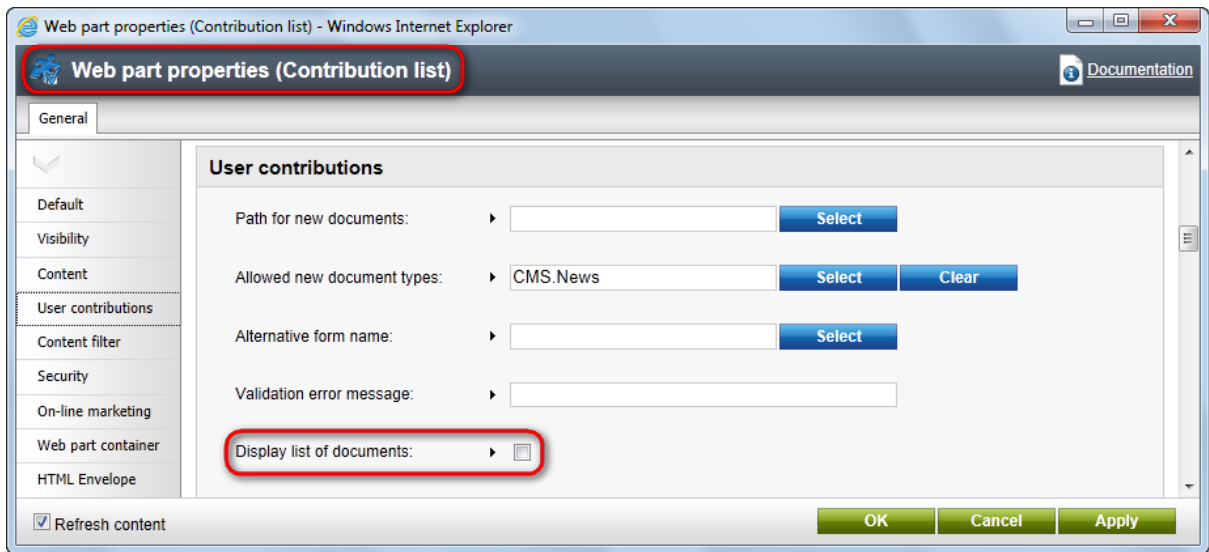 Web part properties (Contribution list) - Windows Internet Explorer
Web part properties (Contribution list)
Documentation
General
Default
Visibility
Content
User contributions
Content filter
Security
On-line marketing
Web part container
HTML Envelope
User contributions
Path for new documents:
Select
Allowed new document types: CMS.News
Select
Clear
Alternative form name:
Select
Validation error message:
Display list of documents:
Refresh content
OK
Cancel
Apply